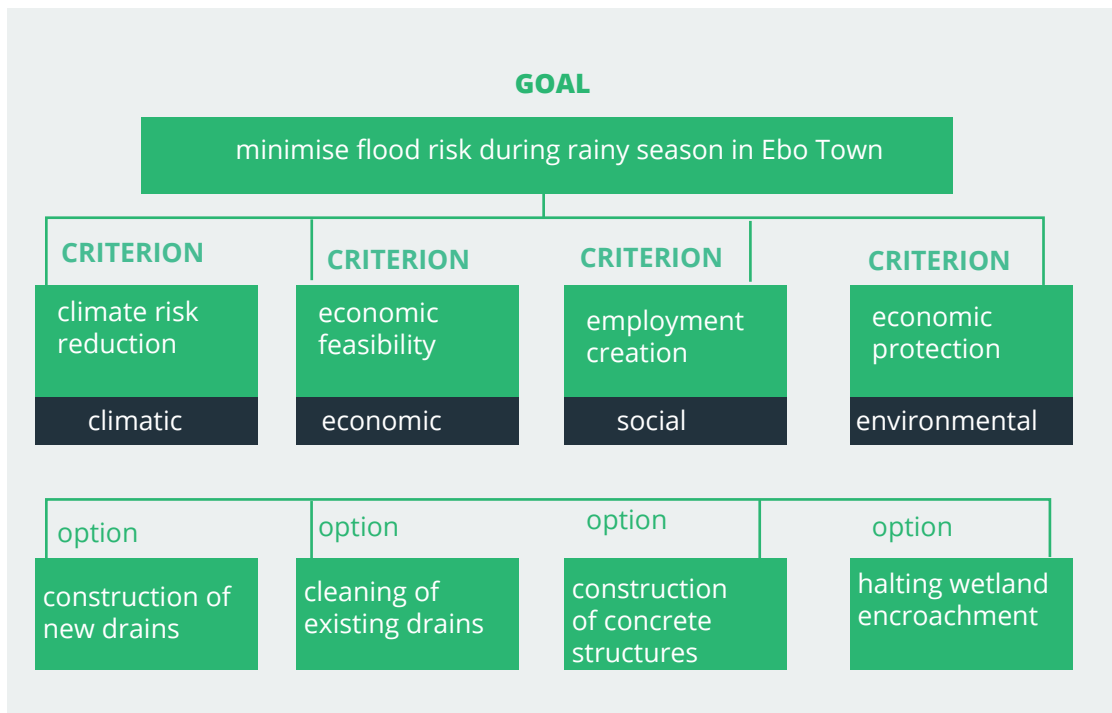 GOAL
minimise flood risk during rainy season in Ebo Town
CRITERION
climate risk
reduction
climatic
CRITERION
economic
feasibility
economic
CRITERION
employment
creation
social
CRITERION
economic
protection
environmental
option
construction of
new drains
option
cleaning of
existing drains
option
construction
of concrete
structures
option
halting wetland
encroachment